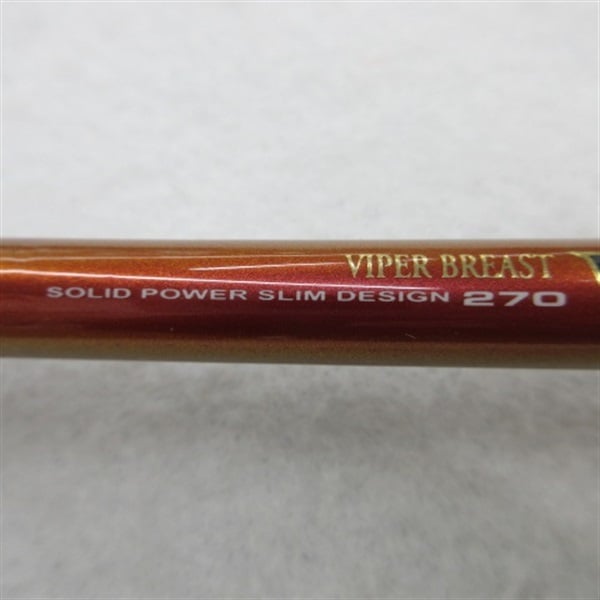 VIPER BREAST
SOLID POWER SLIM DESIGN 270